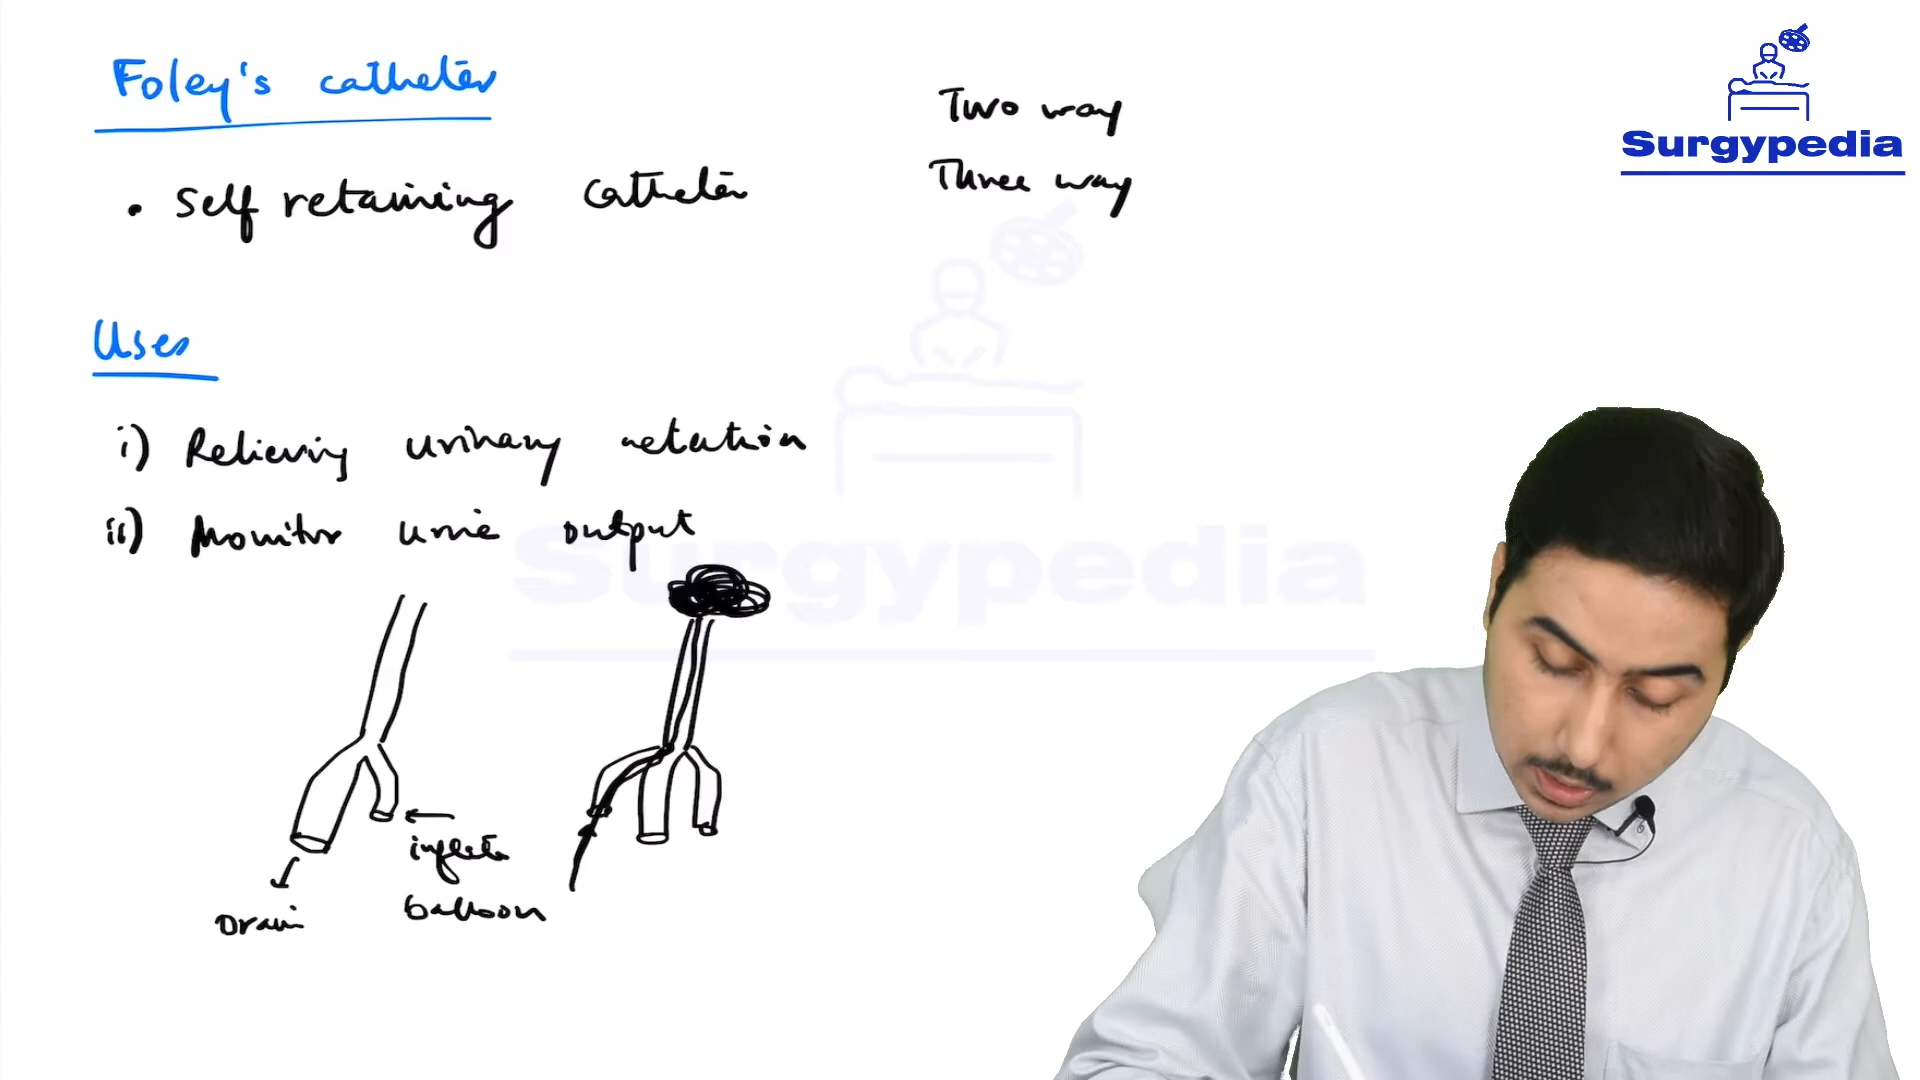 Foley's catheter
• Self retaining catheter
Two way
Three way
Uses
i) Relieving urinary retention
ii) Monitor urine output
inflate
balloon
Drain
Surgypedia
Surgypedia